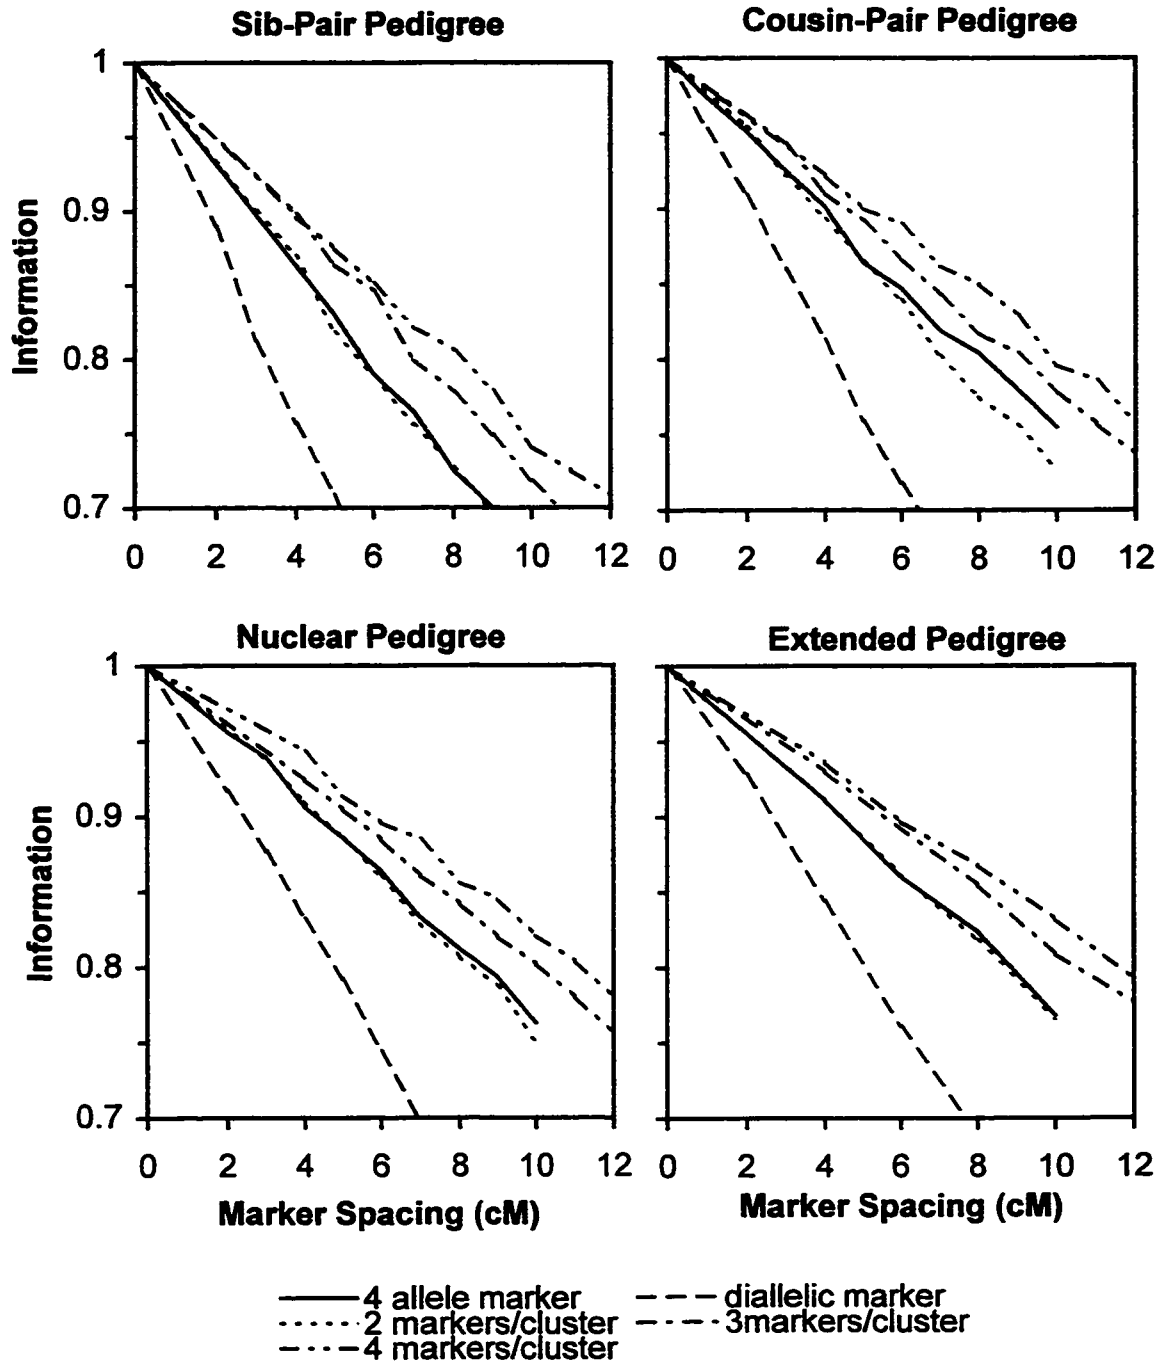 Sib-Pair Pedigree
Cousin-Pair Pedigree
1
0.9
0.8
0.7
Information
0 2 4 6 8 10 12
0 2 4 6 8 10 12
Nuclear Pedigree
Extended Pedigree
1
0.9
0.8
0.7
Information
0 2 4 6 8 10 12
0 2 4 6 8 10 12
Marker Spacing (cM)
Marker Spacing (cM)
4 allele marker
diallelic marker
2 markers/cluster
3markers/cluster
4 markers/cluster